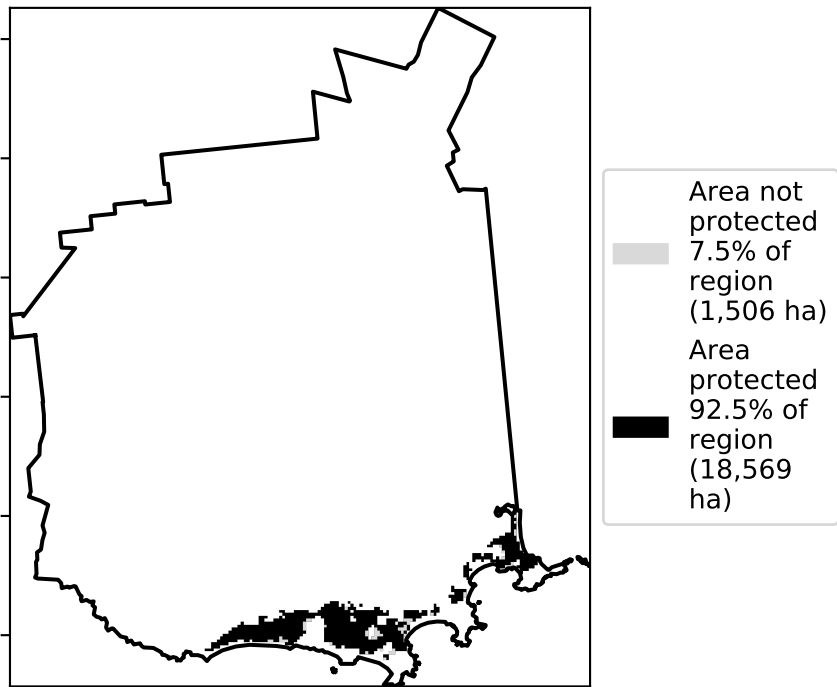 Area not
protected
7.5% of
region
(1,506 ha)
Area
protected
92.5% of
region
(18,569
ha)